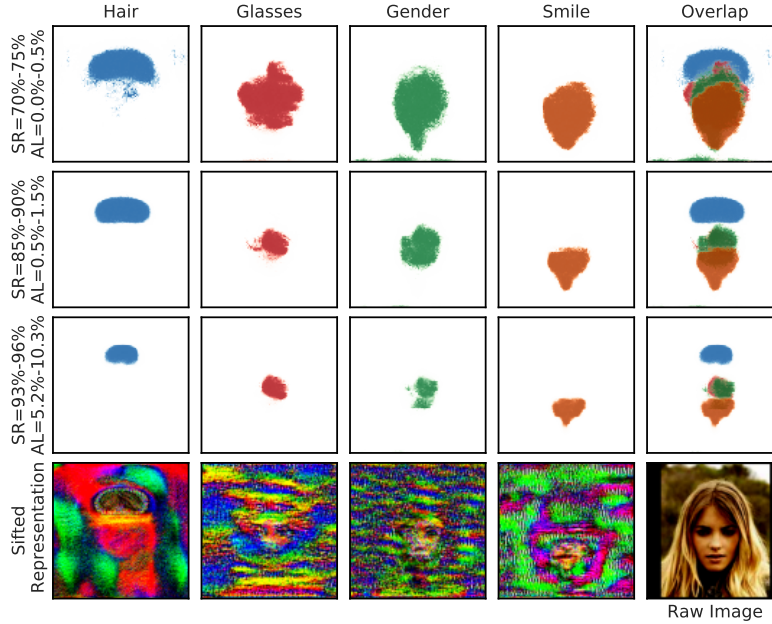 Hair Glasses Gender Smile Overlap
SR=70%-75%
AL=0.0%-0.5%
SR=85%-90%
AL=0.5%-1.5%
SR=93%-96%
AL=5.2%-10.3%
Sifted
Representation
Raw Image